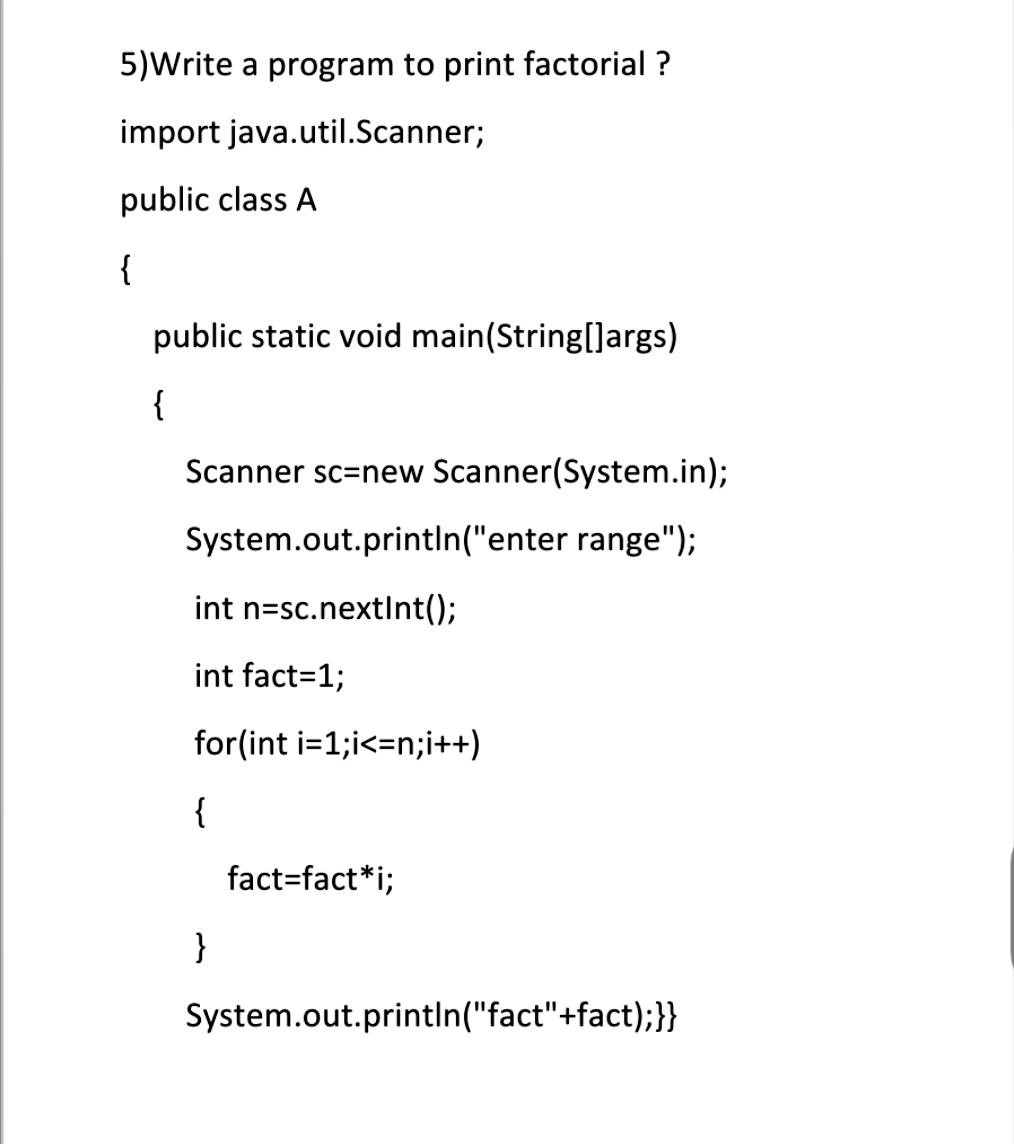 5)Write a program to print factorial ?
import java.util.Scanner;
public class A
{
public static void main(String[]args)
{
Scanner sc=new Scanner(System.in);
System.out.println("enter range");
int n=sc.nextInt();
int fact=1;
for(int i=1;i<=n;i++)
{
fact=fact*i;
}
System.out.println("fact"+fact);}}